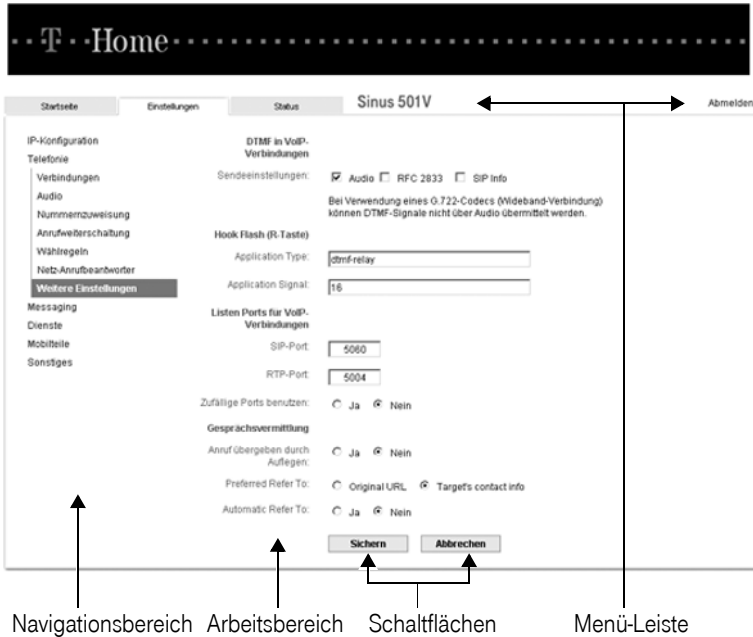 T Home
Startseite Einstellungen Status Sinus 501V Abmelden
IP-Konfiguration
Telefonie
Verbindungen
Audio
Nummernzuweisung
Anrufweiterschaltung
Wählregeln
Netz-Anrufbeantworter
Weitere Einstellungen
Messaging
Dienste
Mobilteile
Sonstiges
DTMF in VoIP-
Verbindungen
Sendeeinstellungen: Audio RFC 2833 SIP Info
Bei Verwendung eines G.722-Codecs (Wideband-Verbindung)
können DTMF-Signale nicht über Audio übermittelt werden.
Hook Flash (R-Taste)
Application Type: dtmf-relay
Application Signal: 16
Listen Ports für VoIP-
Verbindungen
SIP-Port: 5060
RTP-Port: 5004
Zufällige Ports benutzen: Ja Nein
Gesprächsvermittlung
Anruf übergeben durch
Auflegen: Ja Nein
Preferred Refer To: Original URL Target's contact info
Automatic Refer To: Ja Nein
Sichern Abbrechen
Navigationsbereich Arbeitsbereich Schaltflächen Menü-Leiste